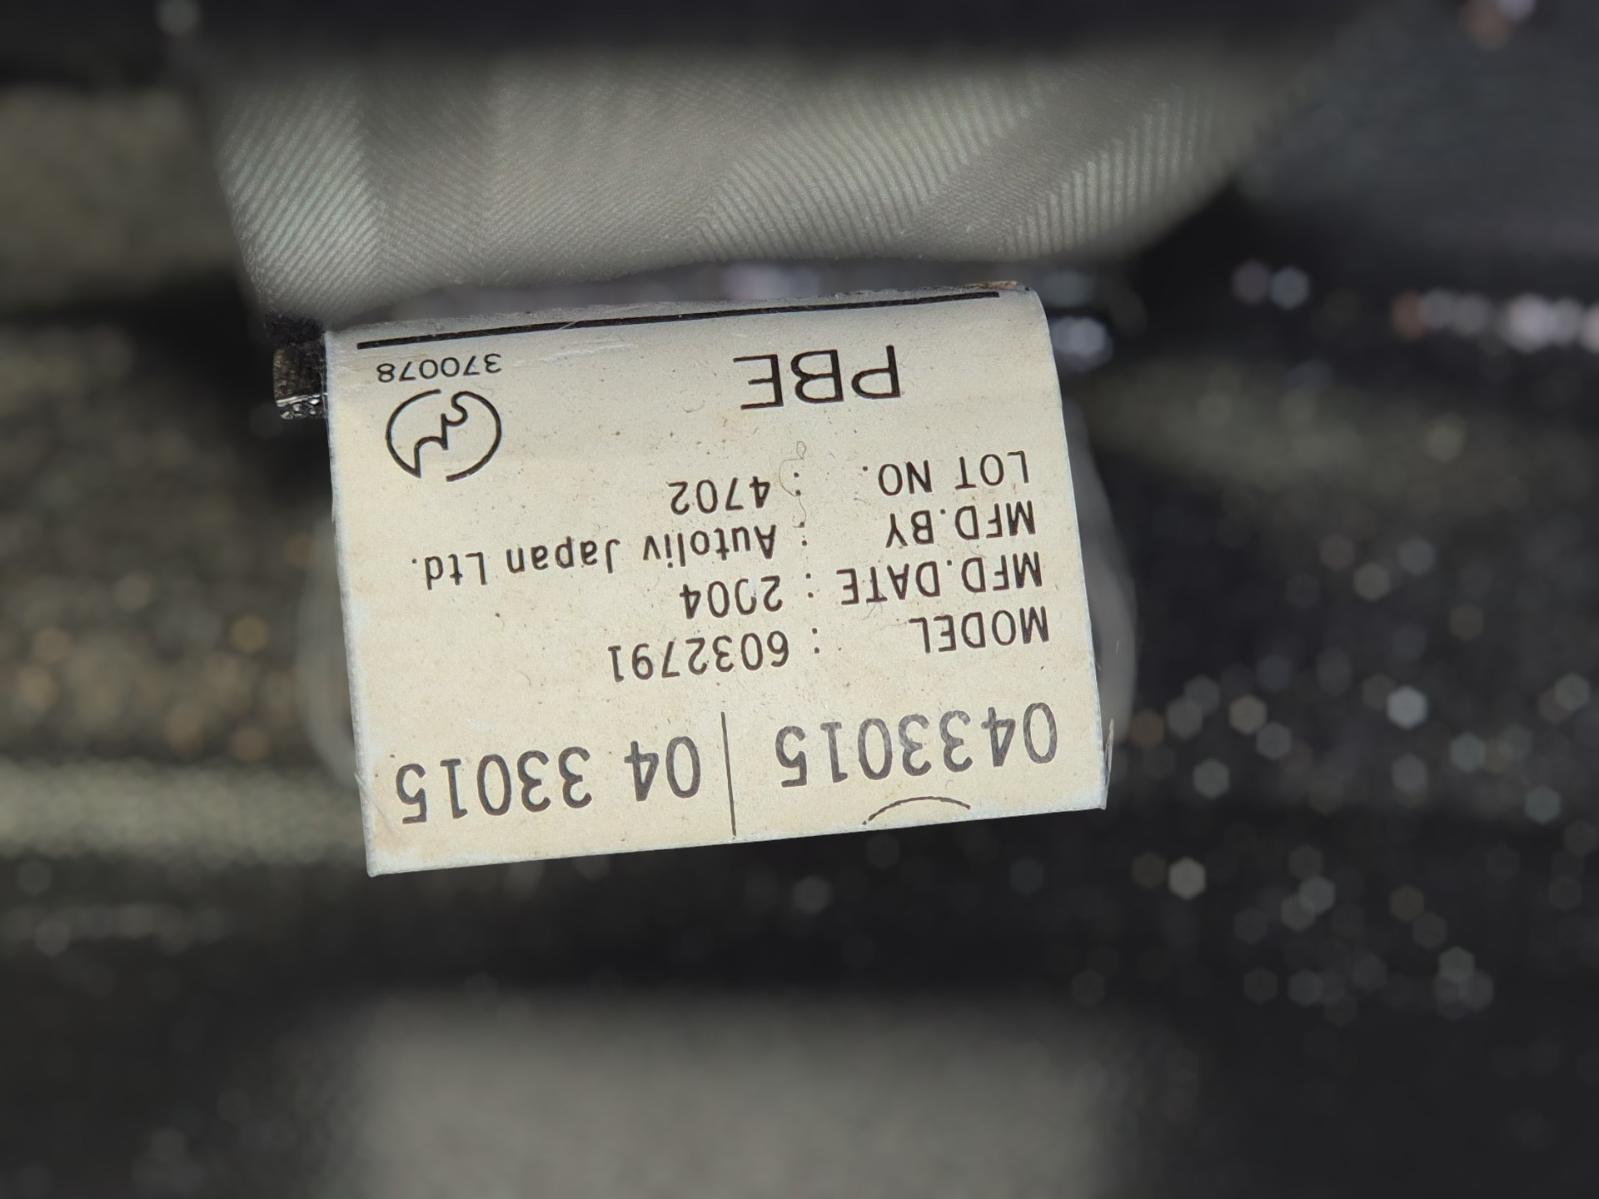 0433015 | 04 33015
MODEL : 6032791
MFD.DATE : 2004
MFD.BY : Autoliv Japan Ltd.
LOT NO. : 4702
PBE
370078